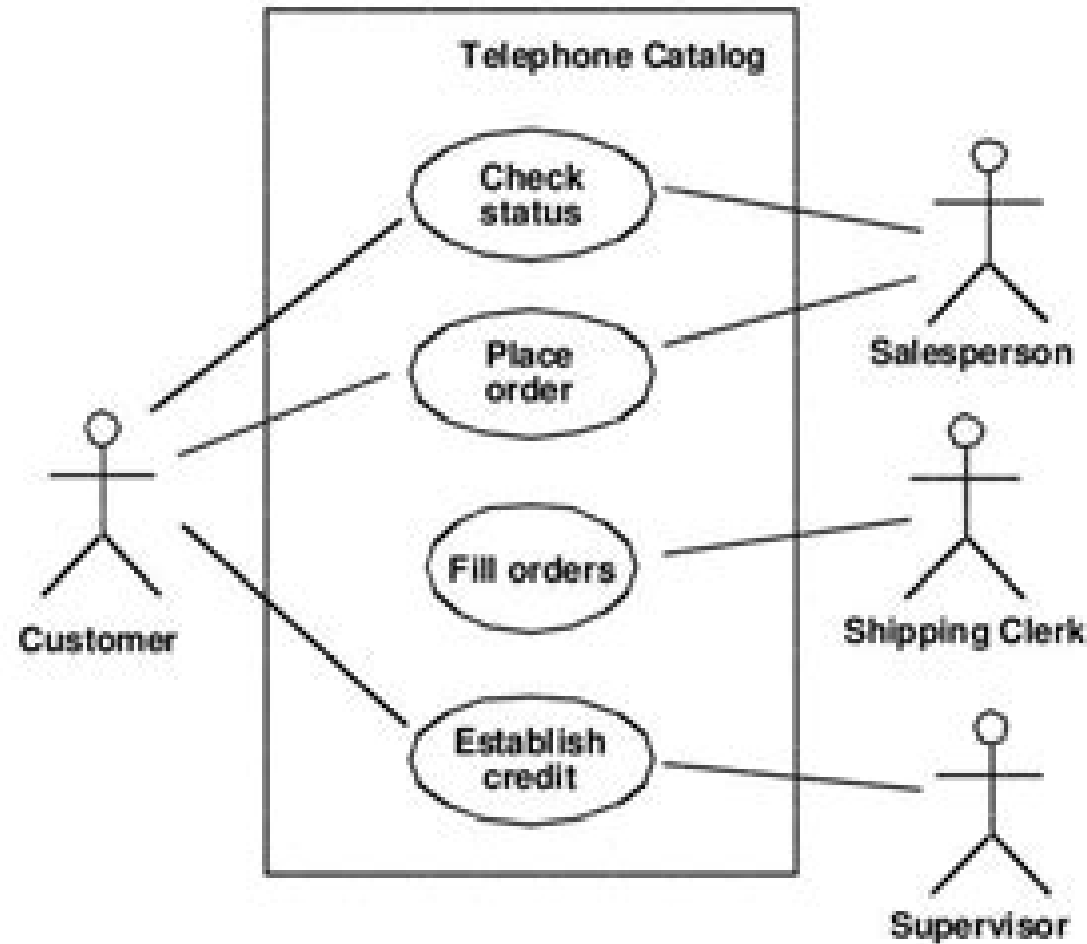 Telephone Catalog
Check
status
Place
order
Fill orders
Establish
credit
Customer
Salesperson
Shipping Clerk
Supervisor